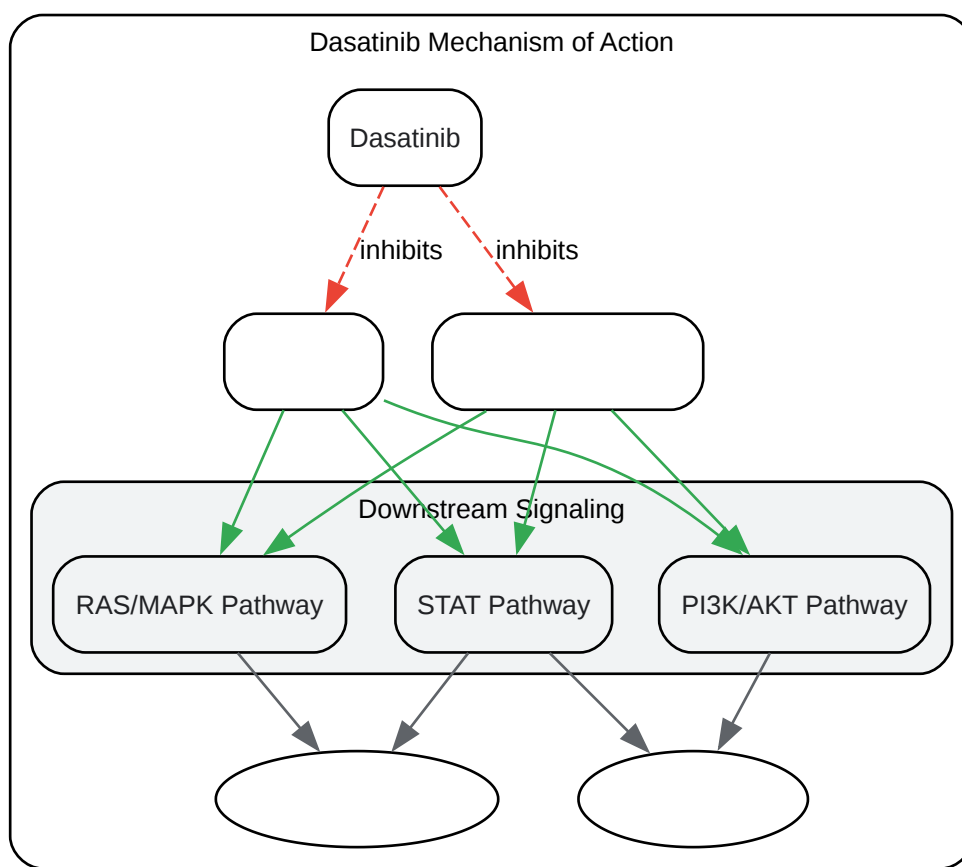 Dasatinib Mechanism of Action
Dasatinib
inhibits
inhibits
Downstream Signaling
RAS/MAPK Pathway
STAT Pathway
PI3K/AKT Pathway